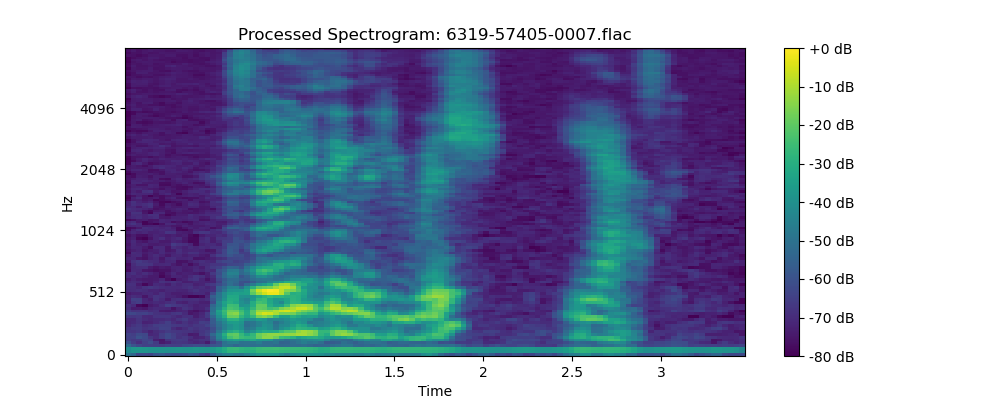 Processed Spectrogram: 6319-57405-0007.flac
Hz
4096
2048
1024
512
0
0
0.5
1
1.5
2
2.5
3
Time
+0 dB
-10 dB
-20 dB
-30 dB
-40 dB
-50 dB
-60 dB
-70 dB
-80 dB